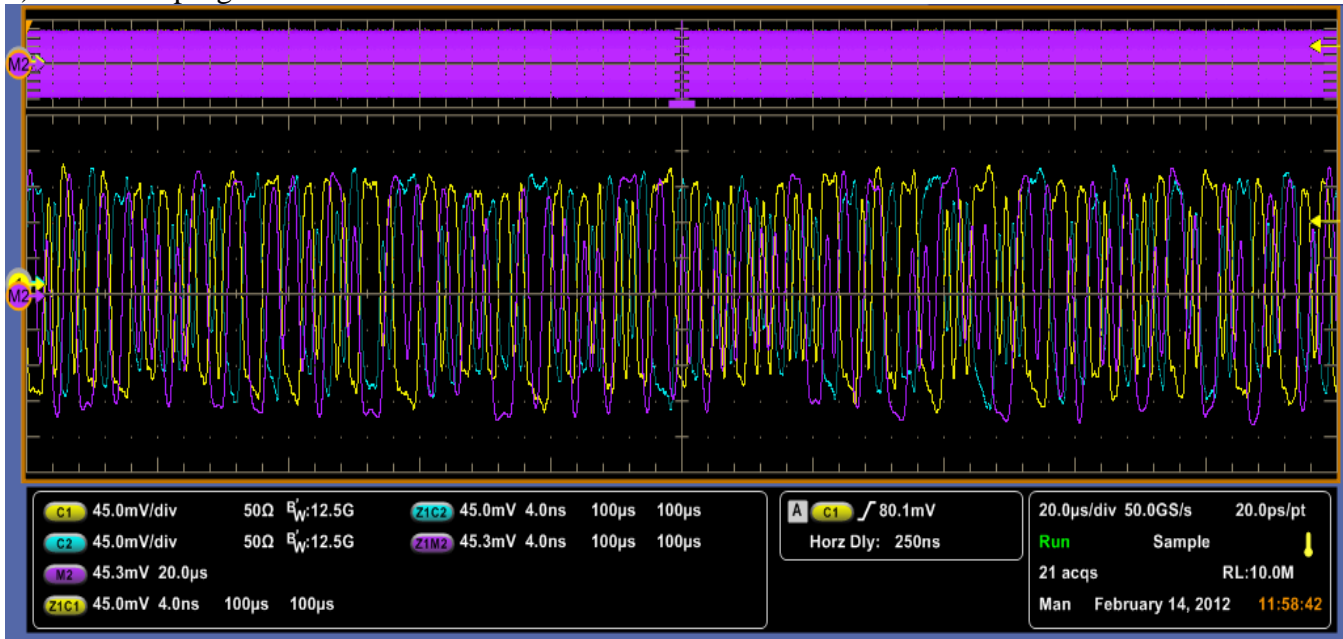 M2
M2
C1 45.0mV/div 50Ω B'W:12.5G Z1C2 45.0mV 4.0ns 100µs 100µs
C2 45.0mV/div 50Ω B'W:12.5G Z1M2 45.3mV 4.0ns 100µs 100µs
M2 45.3mV 20.0µs
Z1C1 45.0mV 4.0ns 100µs 100µs
A C1 80.1mV
Horz Dly: 250ns
20.0µs/div 50.0GS/s 20.0ps/pt
Run Sample
21 acqs RL:10.0M
Man February 14, 2012 11:58:42